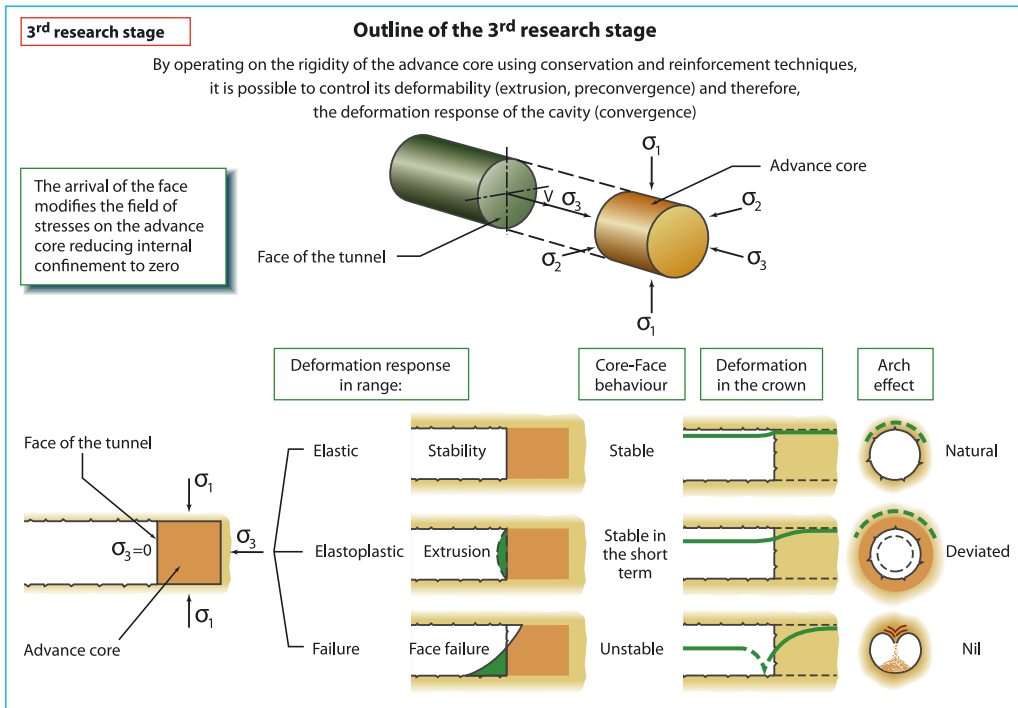 3rd research stage
Outline of the 3rd research stage
By operating on the rigidity of the advance core using conservation and reinforcement techniques,
it is possible to control its deformability (extrusion, preconvergence) and therefore,
the deformation response of the cavity (convergence)
The arrival of the face
modifies the field of
stresses on the advance
core reducing internal
confinement to zero
σ1
Advance core
V
σ3
σ2
Face of the tunnel
σ2
σ3
σ1
Deformation response
in range:
Core-Face
behaviour
Deformation
in the crown
Arch
effect
Face of the tunnel
σ1
σ3=0
σ3
σ1
Advance core
Elastic
Stability
Stable
Natural
Elastoplastic
Extrusion
Stable in
the short
term
Deviated
Failure
Face failure
Unstable
Nil